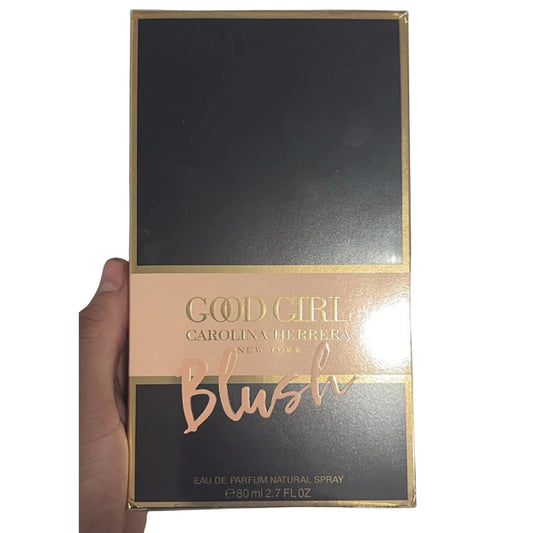 GOOD GIRL
CAROLINA HERRERA
NEW YORK
Blush
EAU DE PARFUM NATURAL SPRAY
℮80 ml 2.7 FL OZ